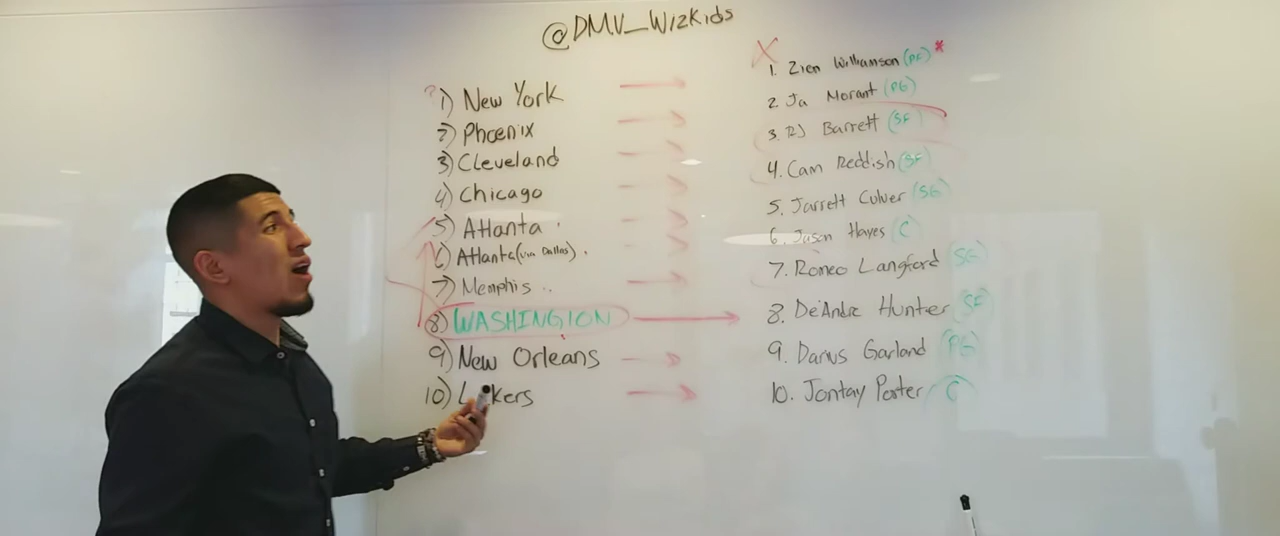 @DMV_WizKids
1) New York
2) Phoenix
3) Cleveland
4) Chicago
5) Atlanta
6) Atlanta (via Dallas).
7) Memphis
8) WASHINGTON
9) New Orleans
10) Lakers
X
1. Zion Williamson (PF) *
2. Ja Morant (PG)
3. RJ Barrett (SF)
4. Cam Reddish (SF)
5. Jarrett Culver (SG)
6. Jaxon Hayes (C)
7. Romeo Langford (SG)
8. De'Andre Hunter (SF)
9. Darius Garland (PG)
10. Jontay Porter (C)